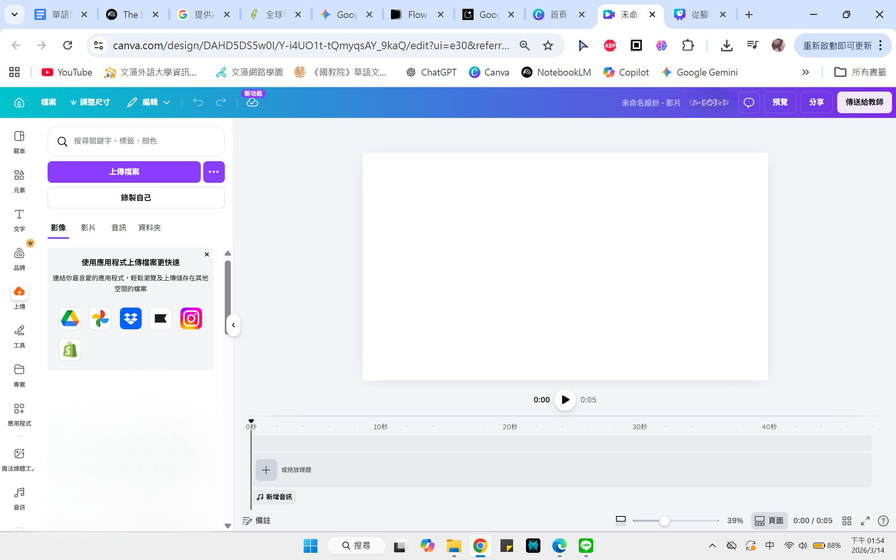 華語
The S
提供A
全球
Goog
Flow
Goog
首頁
未命
從腳
canva.com/design/DAHD5DS5w0I/Y-i4UO1t-tQmyqsAY_9kaQ/edit?ui=e30&referr...
ABP
重新啟動即可更新
YouTube
文藻外語大學資訊...
文藻網路學園
《國教院》華語文...
ChatGPT
Canva
NotebookLM
Copilot
Google Gemini
所有書籤
檔案
調整尺寸
編輯
新功能
未命名設計 - 影片
預覽
分享
傳送給教師
範本
元素
文字
品牌
上傳
工具
專案
應用程式
魔法媒體工...
音訊
搜尋關鍵字、標籤、顏色
上傳檔案
錄製自己
影像
影片
音訊
資料夾
使用應用程式上傳檔案更快速
連結你最喜愛的應用程式，輕鬆瀏覽及上傳儲存在其他
空間的檔案
0:00
0:05
0秒
10秒
20秒
30秒
40秒
或拖放媒體
新增音訊
備註
39%
頁面
0:00 / 0:05
搜尋
中
88%
下午 01:54
2026/3/14